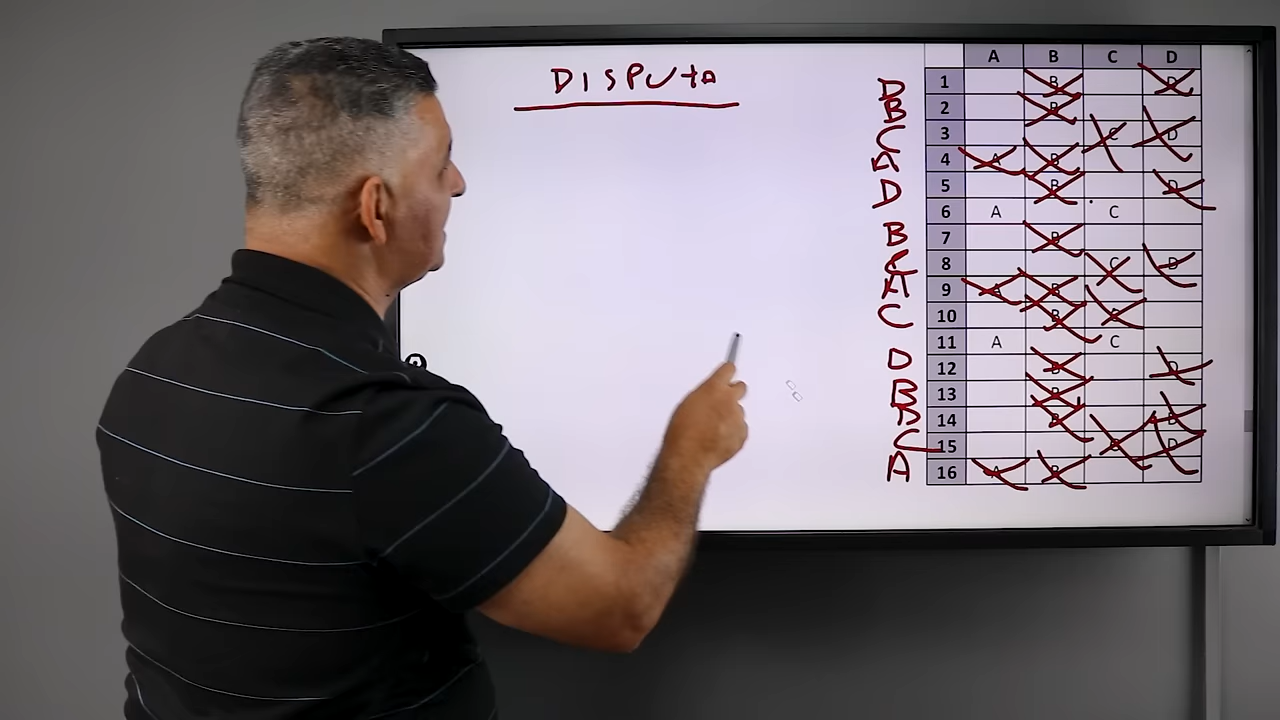 DISPUTA
A B C D
D 1 B D
B 2 B
C 3 C D
A 4 A B
D 5 B D
6 A C
B 7 B
8 C D
A 9 A B
C 10 B C
11 A C
D 12 B D
B 13 B
14 B D
C 15 C D
A 16 A B